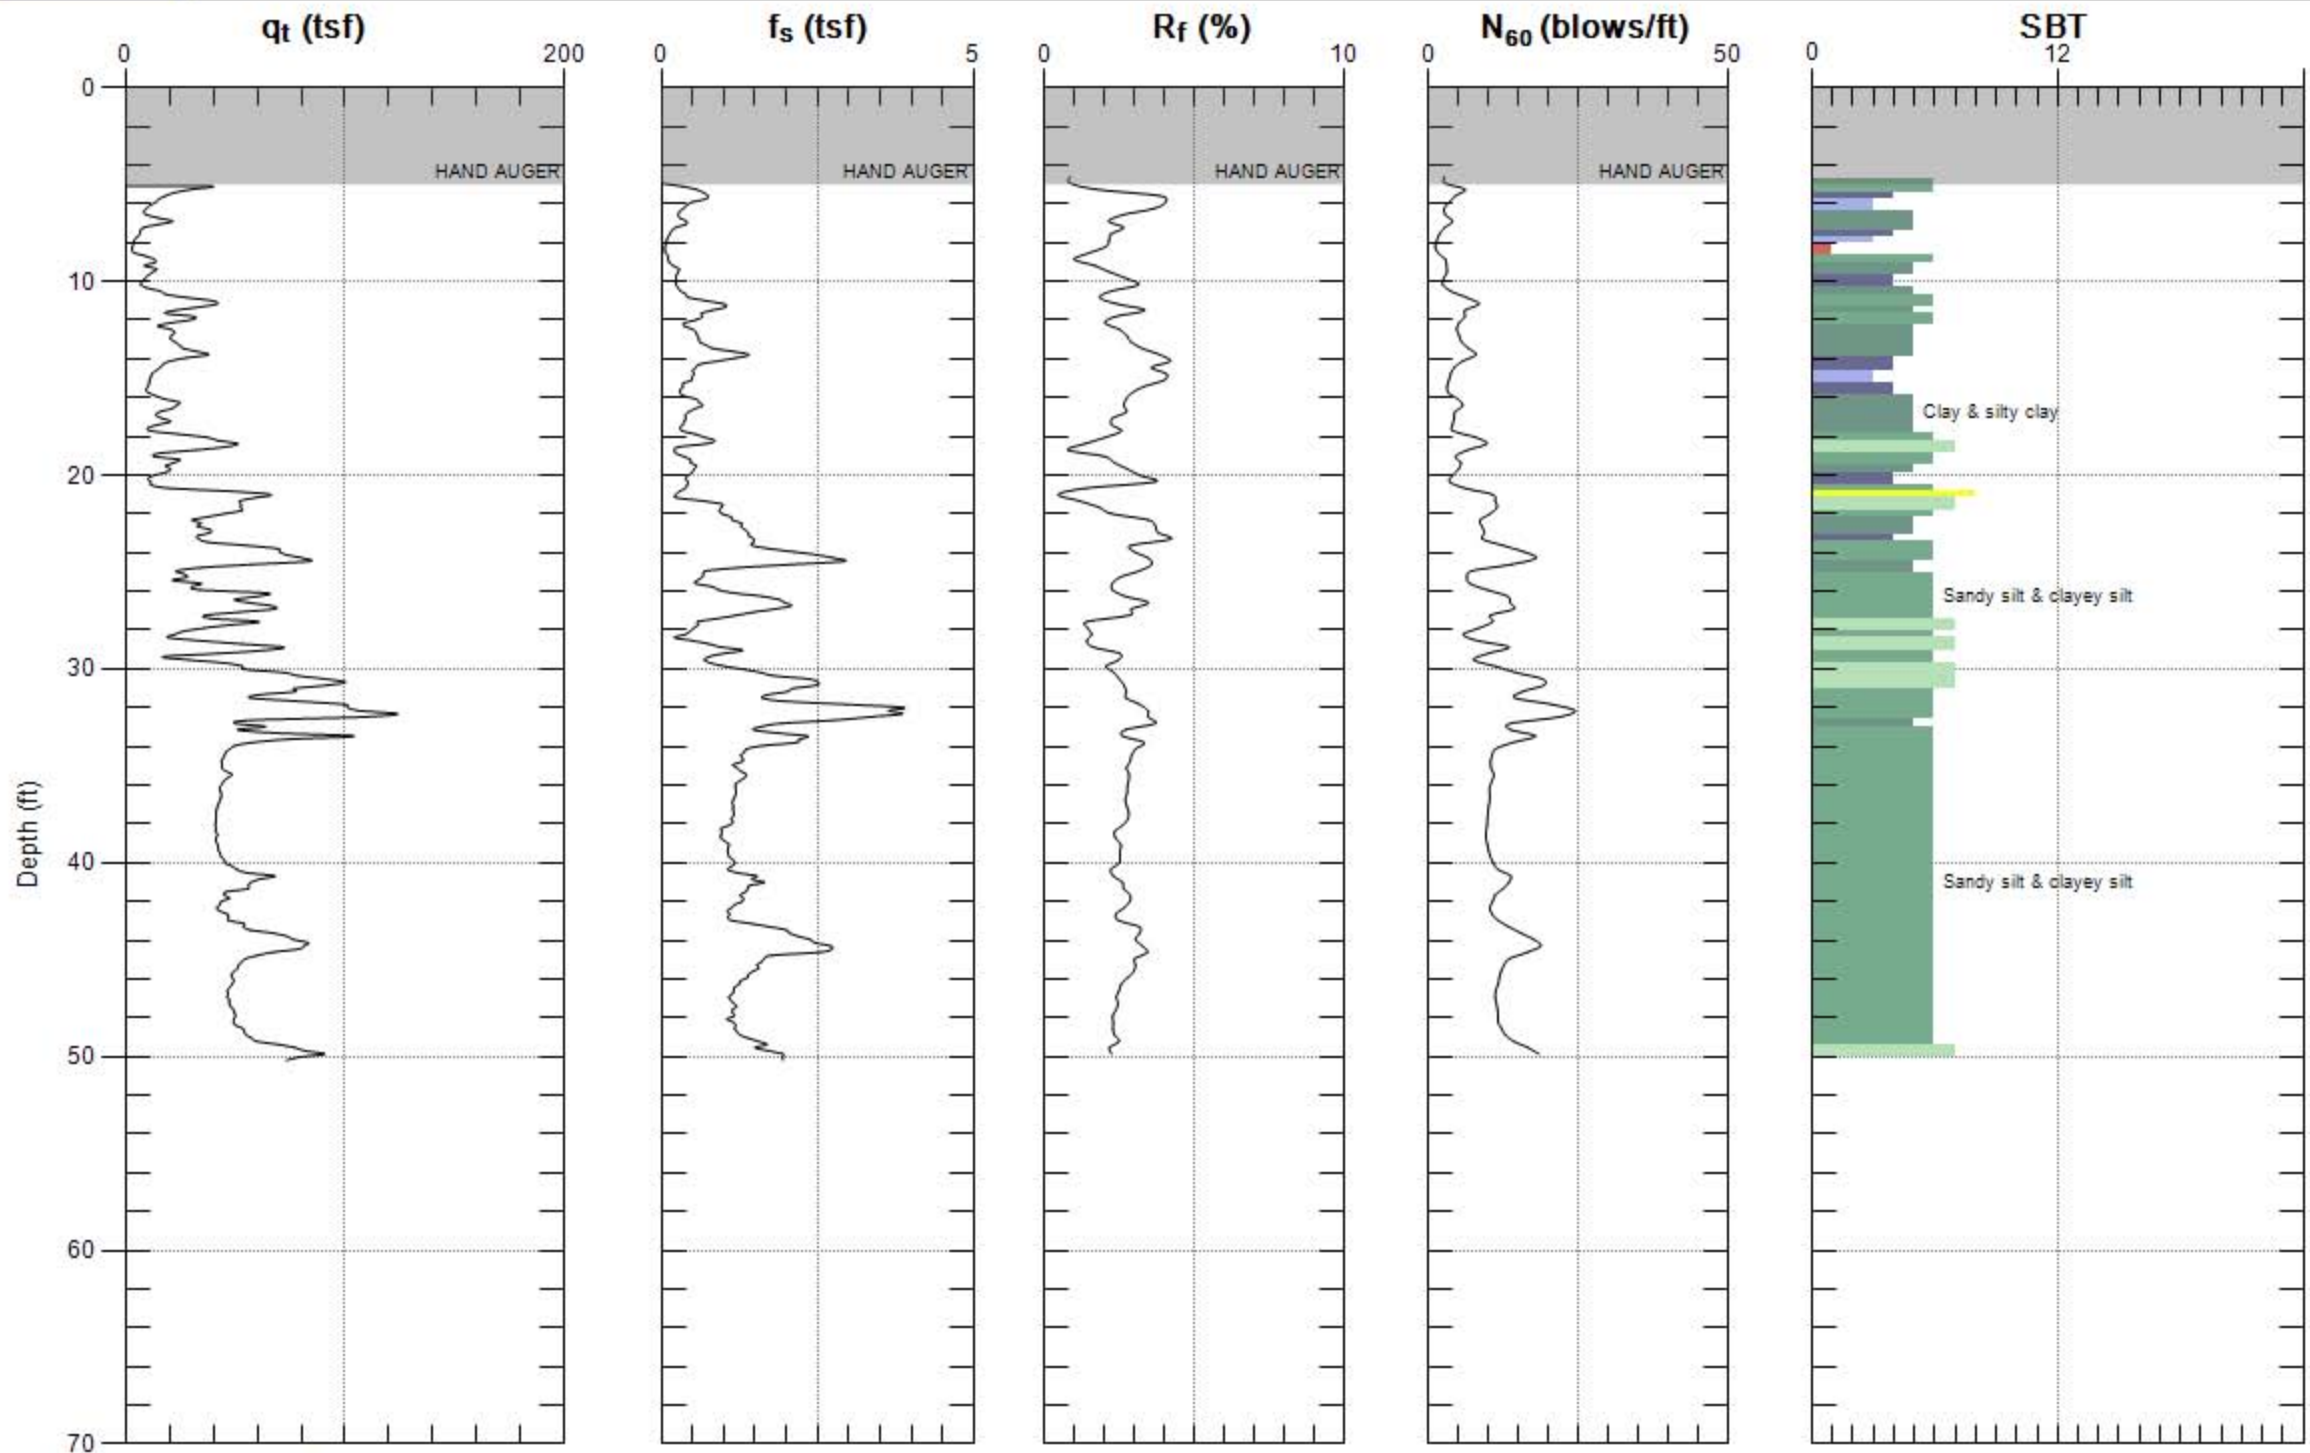 qt (tsf) fs (tsf) Rf (%) N60 (blows/ft) SBT
0 200 0 5 0 10 0 50 0 12
0
HAND AUGER HAND AUGER HAND AUGER HAND AUGER
10
Clay & silty clay
20
Sandy silt & clayey silt
30
Depth (ft)
40
Sandy silt & clayey silt
50
60
70